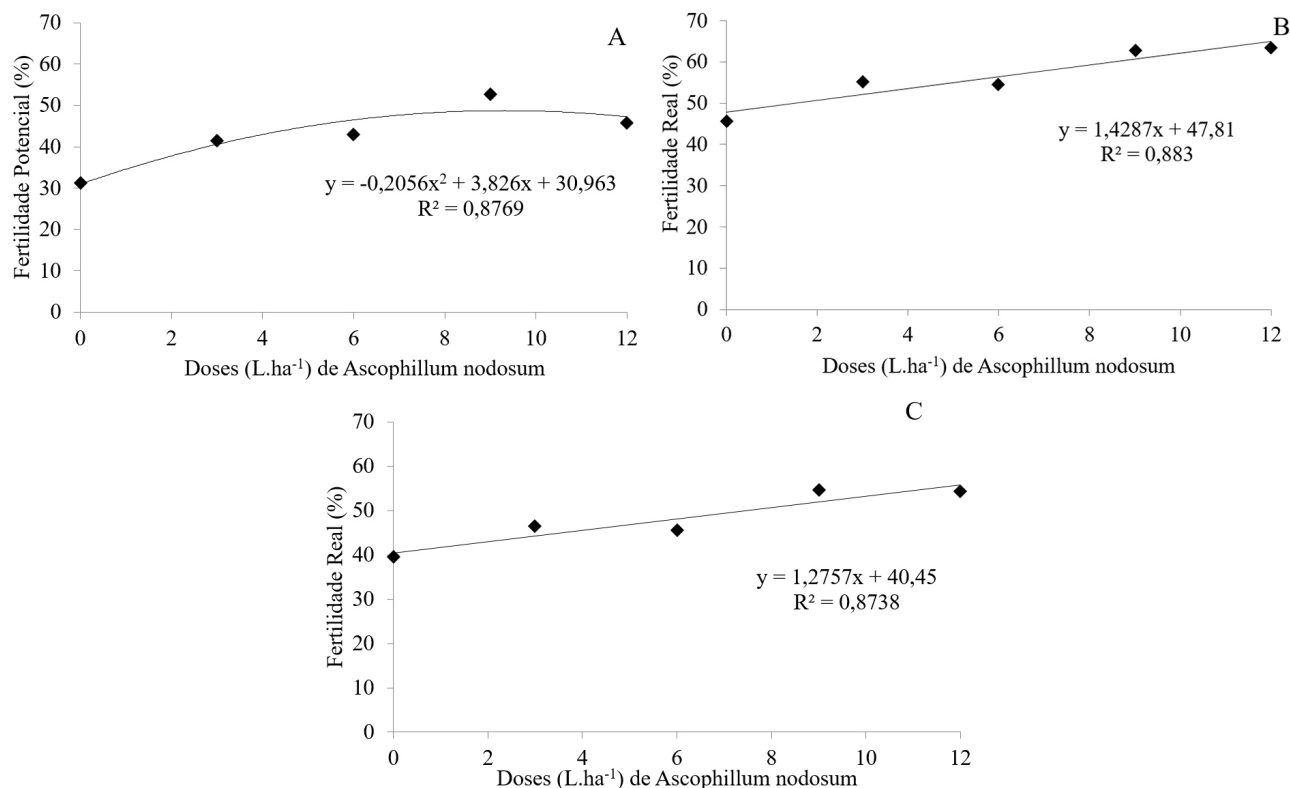 A
Fertilidade Potencial (%)
70
60
50
40
30
20
10
0
y = -0,2056x² + 3,826x + 30,963
R² = 0,8769
0 2 4 6 8 10 12
Doses (L.ha⁻¹) de Ascophillum nodosum
B
Fertilidade Real (%)
70
60
50
40
30
20
10
0
y = 1,4287x + 47,81
R² = 0,883
0 2 4 6 8 10 12
Doses (L.ha⁻¹) de Ascophillum nodosum
C
Fertilidade Real (%)
70
60
50
40
30
20
10
0
y = 1,2757x + 40,45
R² = 0,8738
0 2 4 6 8 10 12
Doses (L.ha⁻¹) de Ascophillum nodosum